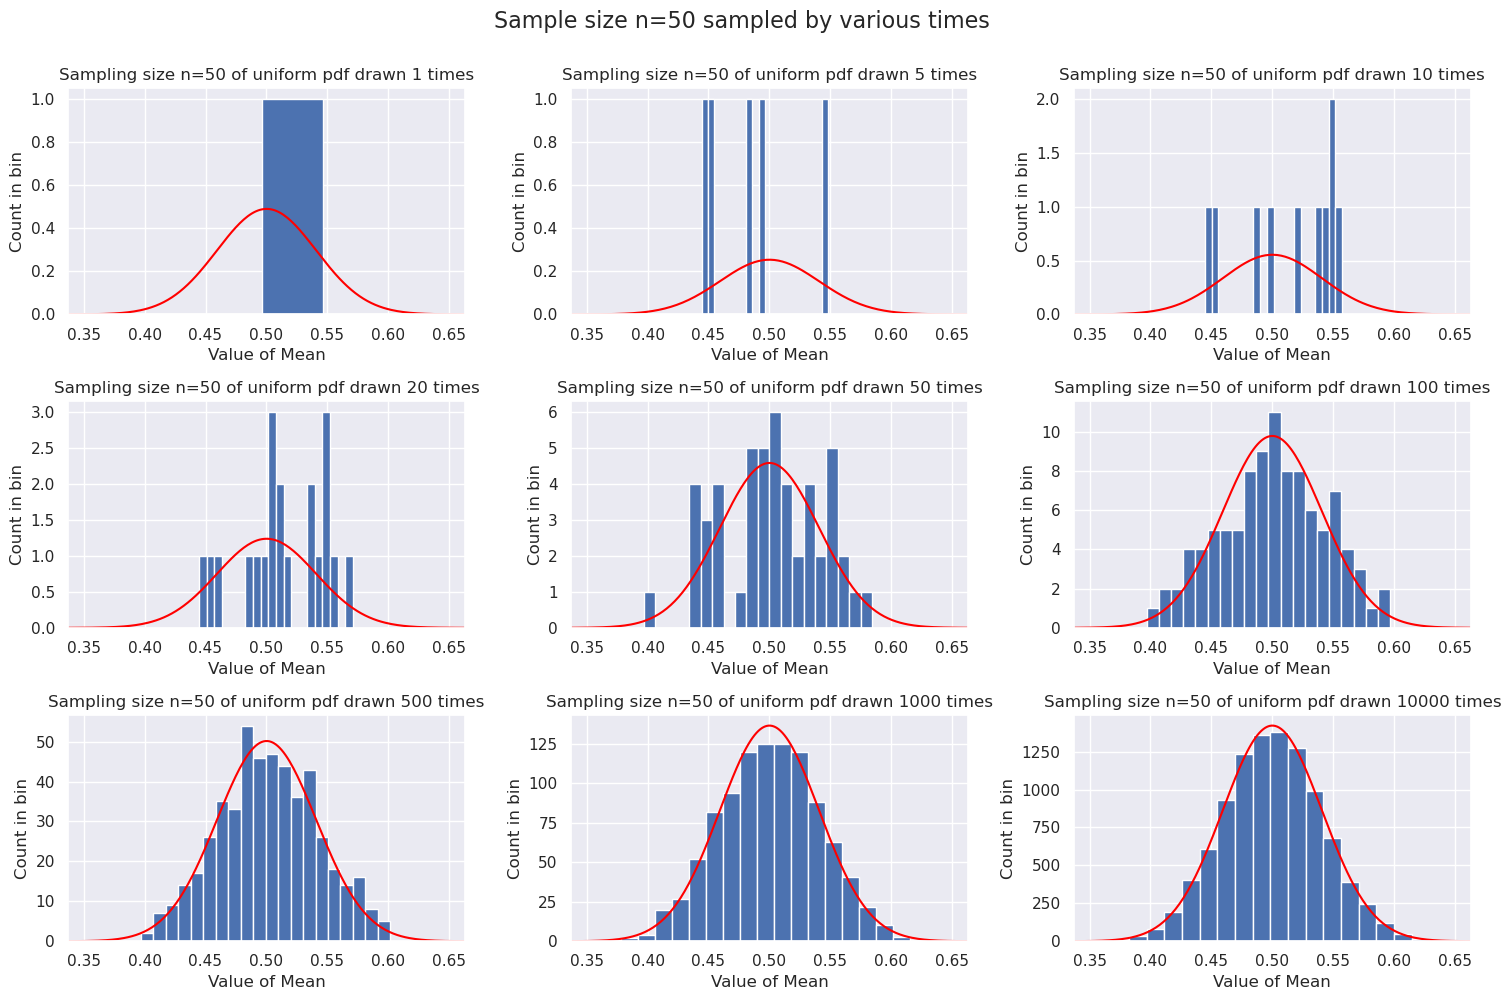 Sample size n=50 sampled by various times
Sampling size n=50 of uniform pdf drawn 1 times
1.0
0.8
0.6
0.4
0.2
0.0
Count in bin
0.35 0.40 0.45 0.50 0.55 0.60 0.65
Value of Mean
Sampling size n=50 of uniform pdf drawn 5 times
1.0
0.8
0.6
0.4
0.2
0.0
Count in bin
0.35 0.40 0.45 0.50 0.55 0.60 0.65
Value of Mean
Sampling size n=50 of uniform pdf drawn 10 times
2.0
1.5
1.0
0.5
0.0
Count in bin
0.35 0.40 0.45 0.50 0.55 0.60 0.65
Value of Mean
Sampling size n=50 of uniform pdf drawn 20 times
3.0
2.5
2.0
1.5
1.0
0.5
0.0
Count in bin
0.35 0.40 0.45 0.50 0.55 0.60 0.65
Value of Mean
Sampling size n=50 of uniform pdf drawn 50 times
6
5
4
3
2
1
0
Count in bin
0.35 0.40 0.45 0.50 0.55 0.60 0.65
Value of Mean
Sampling size n=50 of uniform pdf drawn 100 times
10
8
6
4
2
0
Count in bin
0.35 0.40 0.45 0.50 0.55 0.60 0.65
Value of Mean
Sampling size n=50 of uniform pdf drawn 500 times
50
40
30
20
10
0
Count in bin
0.35 0.40 0.45 0.50 0.55 0.60 0.65
Value of Mean
Sampling size n=50 of uniform pdf drawn 1000 times
125
100
75
50
25
0
Count in bin
0.35 0.40 0.45 0.50 0.55 0.60 0.65
Value of Mean
Sampling size n=50 of uniform pdf drawn 10000 times
1250
1000
750
500
250
0
Count in bin
0.35 0.40 0.45 0.50 0.55 0.60 0.65
Value of Mean